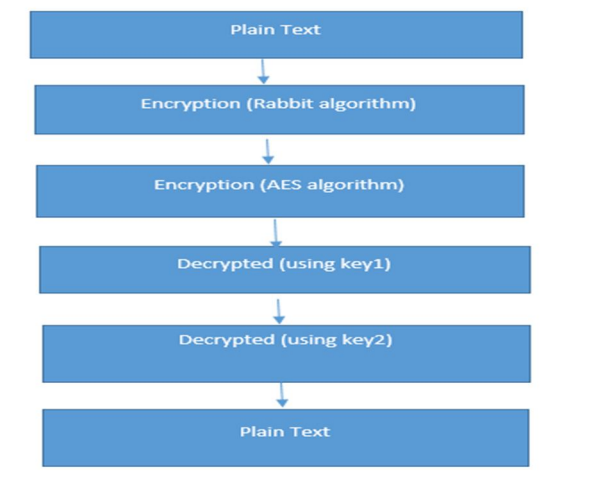 Plain Text
Encryption (Rabbit algorithm)
Encryption (AES algorithm)
Decrypted (using key1)
Decrypted (using key2)
Plain Text